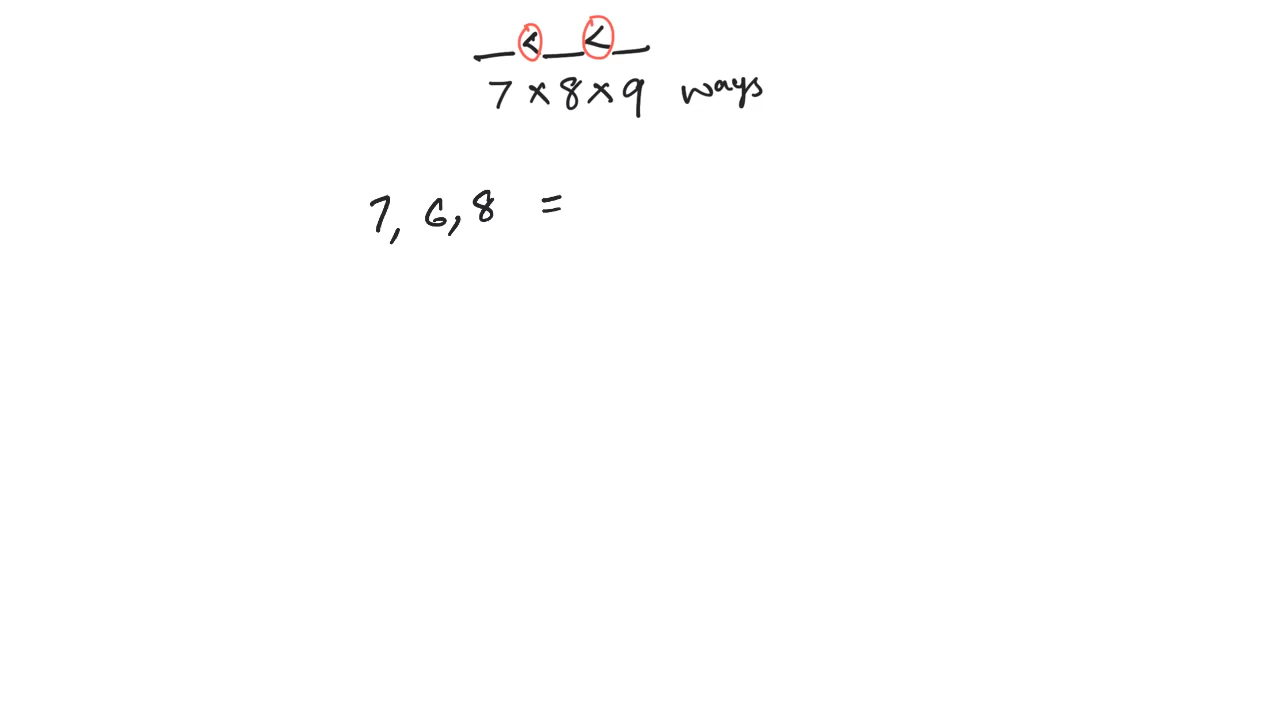 _ < _ < _
7 × 8 × 9 ways
7, 6, 8 =